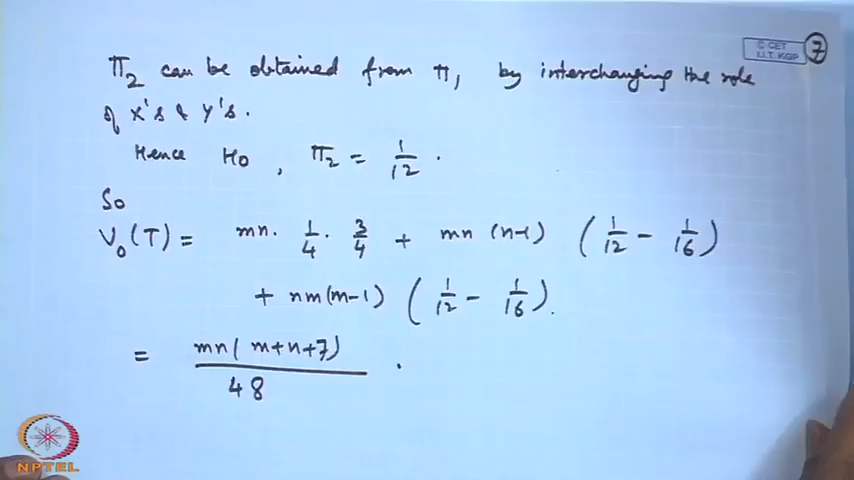 © CET
I.I.T. KGP
7
Π₂ can be obtained from π₁ by interchanging the role
of X's & Y's.
Hence H₀, Π₂ = 1/12 .
So
V₀(T) = mn. 1/4 . 3/4 + mn (n-1) (1/12 - 1/16)
+ nm(m-1) (1/12 - 1/16).
= mn(m+n+7)/48 .
NPTEL